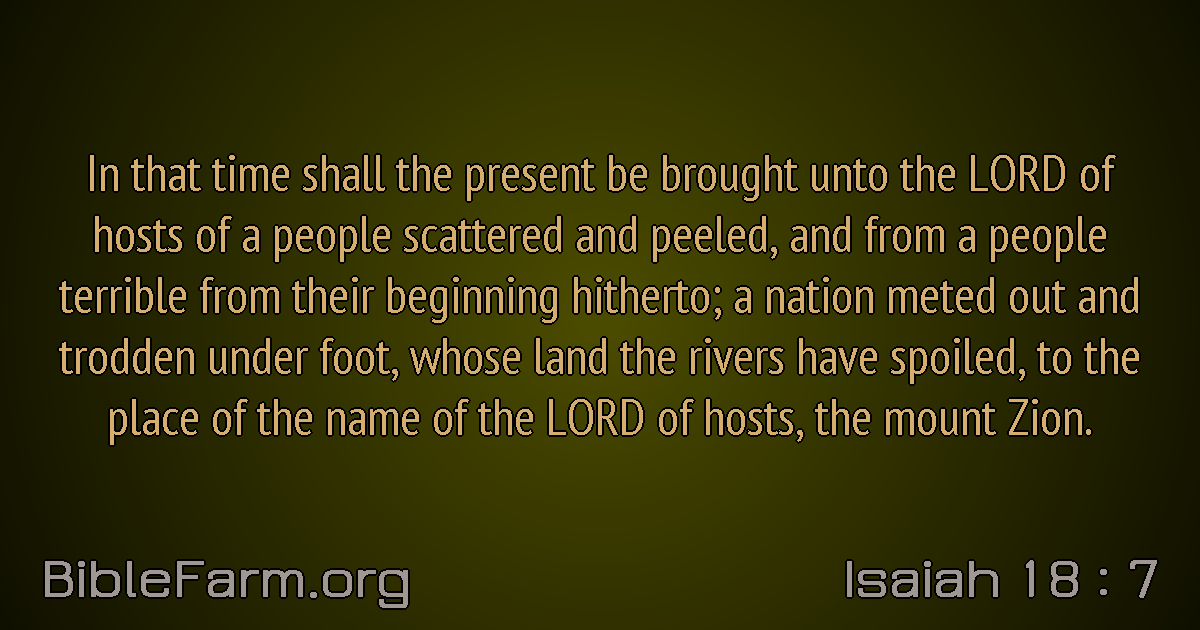 In that time shall the present be brought unto the LORD of
hosts of a people scattered and peeled, and from a people
terrible from their beginning hitherto; a nation meted out and
trodden under foot, whose land the rivers have spoiled, to the
place of the name of the LORD of hosts, the mount Zion.
BibleFarm.org
Isaiah 18 : 7